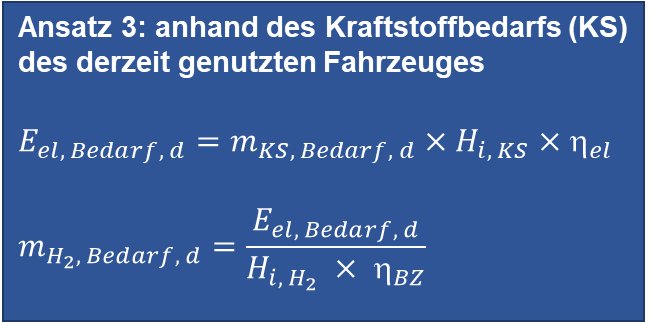 Ansatz 3: anhand des Kraftstoffbedarfs (KS)
des derzeit genutzten Fahrzeuges
E_{el, Bedarf, d} = m_{KS, Bedarf, d} × H_{i, KS} × η_{el}
m_{H_2, Bedarf, d} = \frac{E_{el, Bedarf, d}}{H_{i, H_2} × η_{BZ}}